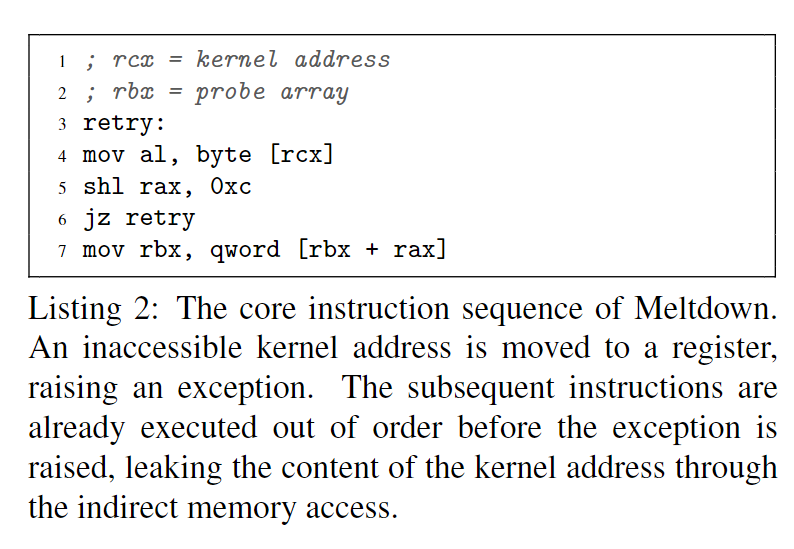 1 ; rcx = kernel address
2 ; rbx = probe array
3 retry:
4 mov al, byte [rcx]
5 shl rax, 0xc
6 jz retry
7 mov rbx, qword [rbx + rax]
Listing 2: The core instruction sequence of Meltdown.
An inaccessible kernel address is moved to a register,
raising an exception. The subsequent instructions are
already executed out of order before the exception is
raised, leaking the content of the kernel address through
the indirect memory access.